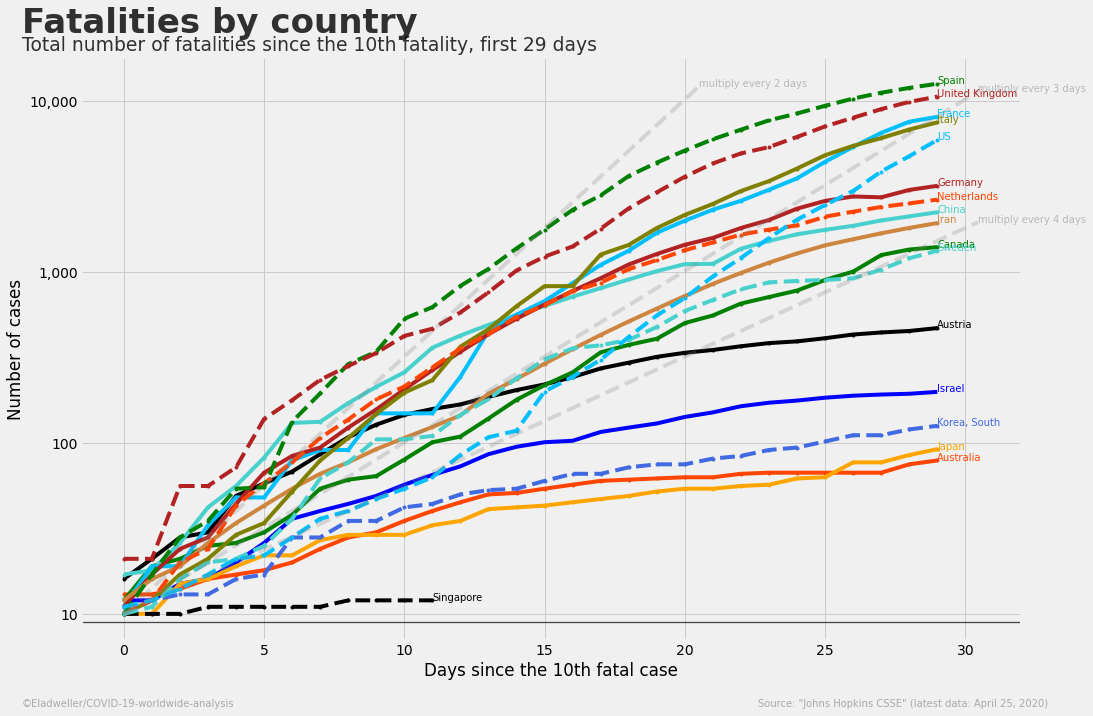 Fatalities by country
Total number of fatalities since the 10th fatality, first 29 days
multiply every 2 days
Spain
multiply every 3 days
United Kingdom
10,000
France
Italy
US
Germany
Netherlands
China
Iran
multiply every 4 days
Canada
Sweden
1,000
Austria
Israel
Korea, South
100
Japan
Australia
Singapore
10
Number of cases
0 5 10 15 20 25 30
Days since the 10th fatal case
©Eladweller/COVID-19-worldwide-analysis
Source: "Johns Hopkins CSSE" (latest data: April 25, 2020)